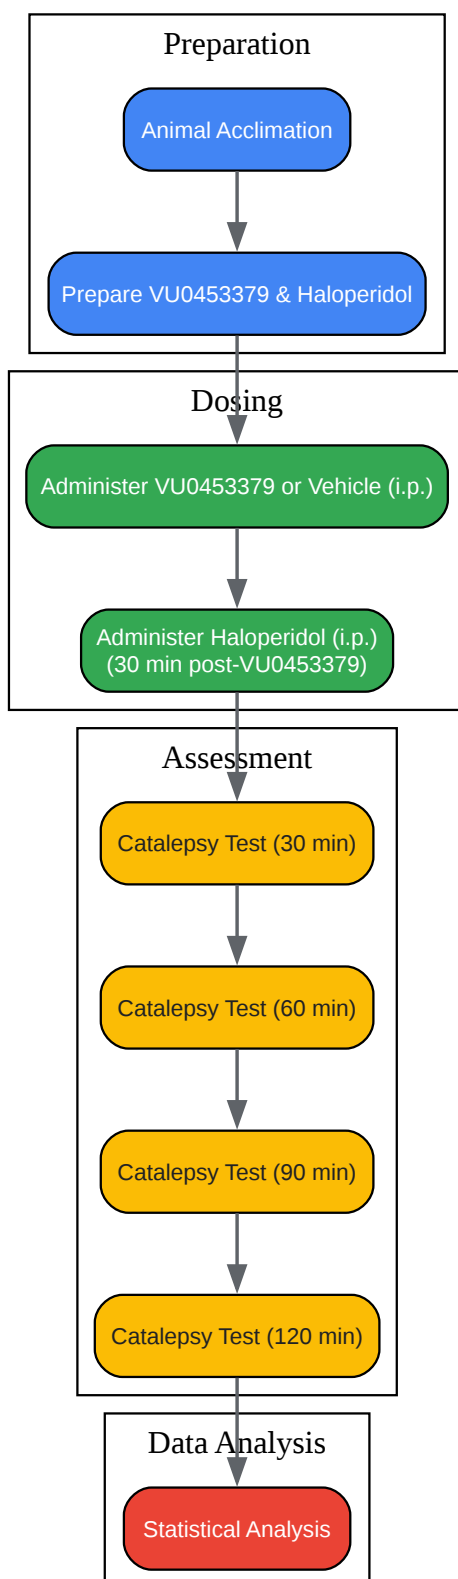 Preparation
Animal Acclimation
Prepare VU0453379 & Haloperidol
Dosing
Administer VU0453379 or Vehicle (i.p.)
Administer Haloperidol (i.p.)
(30 min post-VU0453379)
Assessment
Catalepsy Test (30 min)
Catalepsy Test (60 min)
Catalepsy Test (90 min)
Catalepsy Test (120 min)
Data Analysis
Statistical Analysis